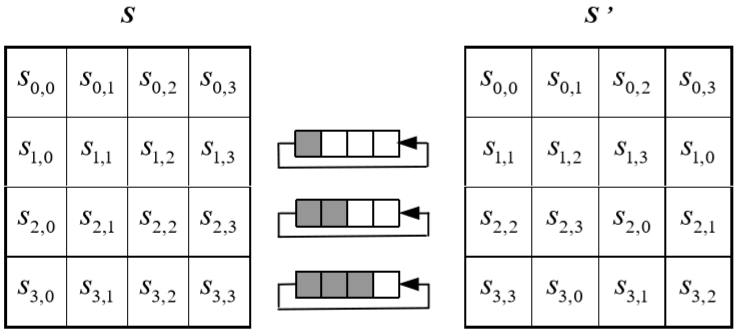 S S’
S0,0 S0,1 S0,2 S0,3 S0,0 S0,1 S0,2 S0,3
S1,0 S1,1 S1,2 S1,3 S1,1 S1,2 S1,3 S1,0
S2,0 S2,1 S2,2 S2,3 S2,2 S2,3 S2,0 S2,1
S3,0 S3,1 S3,2 S3,3 S3,3 S3,0 S3,1 S3,2